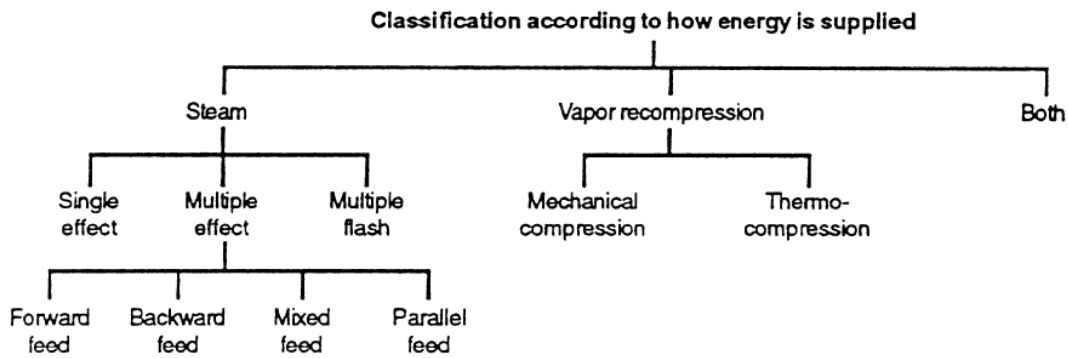 Classification according to how energy is supplied
Steam
Vapor recompression
Both
Single
effect
Multiple
effect
Multiple
flash
Mechanical
compression
Thermo-
compression
Forward
feed
Backward
feed
Mixed
feed
Parallel
feed